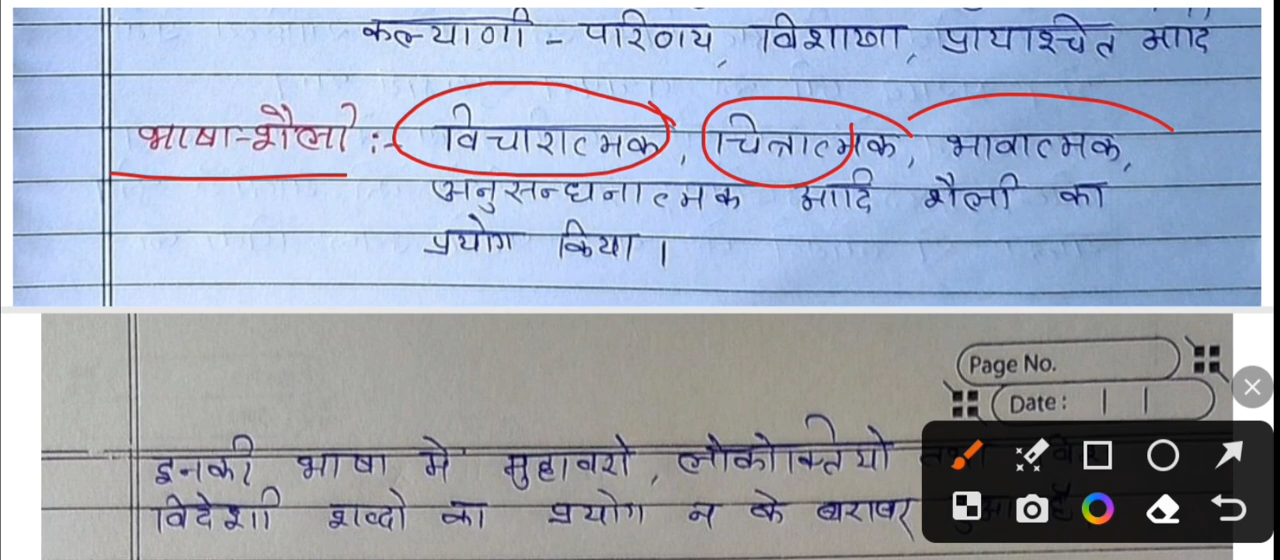 कल्याणी - परिणय, विशाखा, प्रायाश्चेत आदि
भाषा-शैली :- विचारात्मक, चित्रात्मक, भावात्मक,
अनुसन्धनात्मक आदि शैली का
प्रयोग किया।
Page No.
Date :
इनकी भाषा मे मुहावरो, लोकोक्तियो
विदेशी शब्दो का प्रयोग न के बराबर